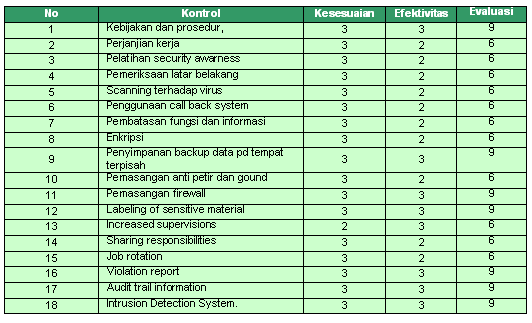 No Kontrol Kesesuaian Efektivitas Evaluasi
1 Kebijakan dan prosedur, 3 3 9
2 Perjanjian kerja 3 2 6
3 Pelatihan security awarness 3 2 6
4 Pemeriksaan latar belakang 3 2 6
5 Scanning terhadap virus 3 2 6
6 Penggunaan call back system 3 2 6
7 Pembatasan fungsi dan informasi 3 2 6
8 Enkripsi 3 2 6
9 Penyimpanan backup data pd tempat terpisah 3 3 9
10 Pemasangan anti petir dan gound 3 2 6
11 Pemasangan firewall 3 3 9
12 Labeling of sensitive material 3 3 9
13 Increased supervisions 2 3 6
14 Sharing responsibilities 3 2 6
15 Job rotation 3 2 6
16 Violation report 3 3 9
17 Audit trail information 3 3 9
18 Intrusion Detection System. 3 3 9